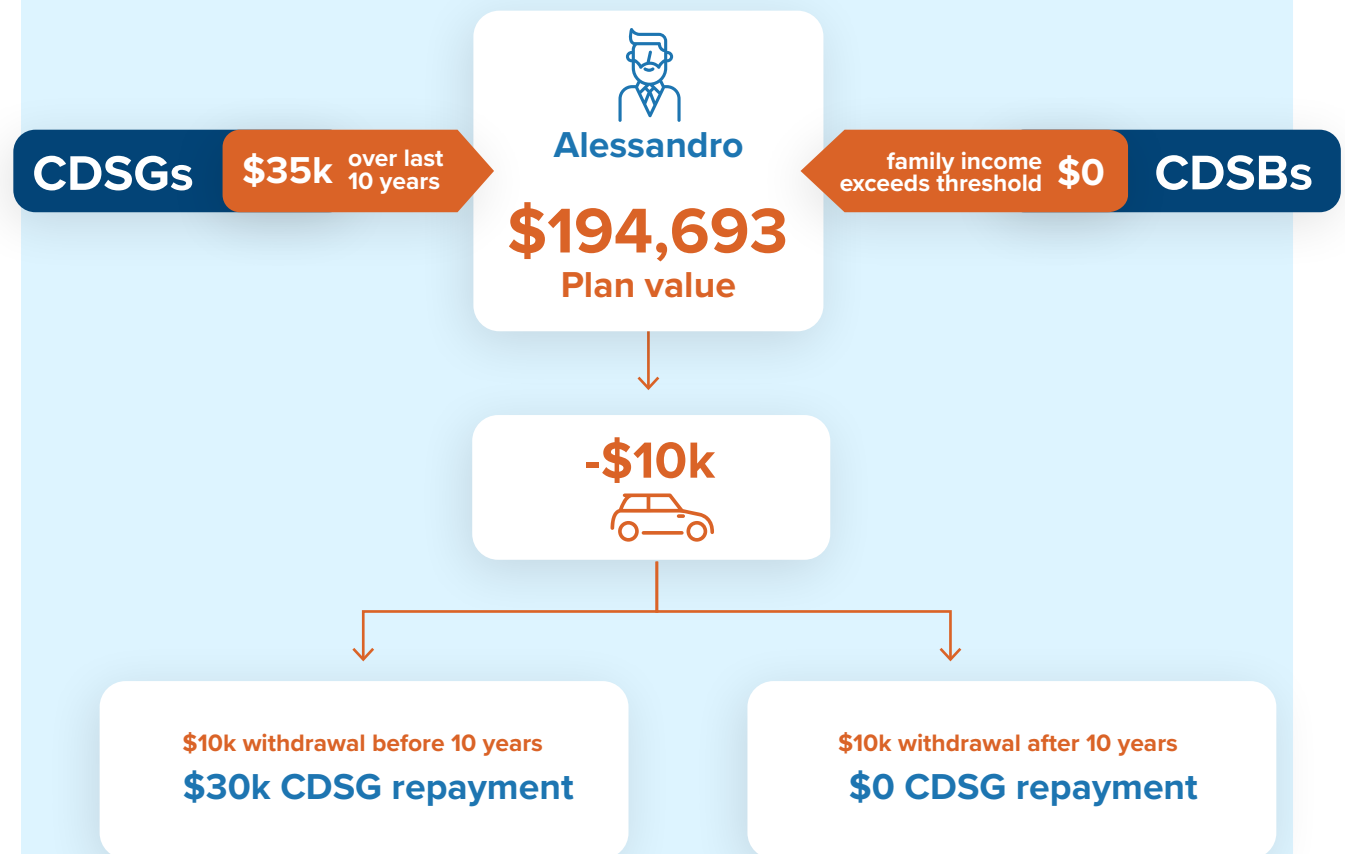 Alessandro
CDSGs
$35k
over last
10 years
family income
exceeds threshold
$0
CDSBs
$194,693
Plan value
-$10k
$10k withdrawal before 10 years
$30k CDSG repayment
$10k withdrawal after 10 years
$0 CDSG repayment